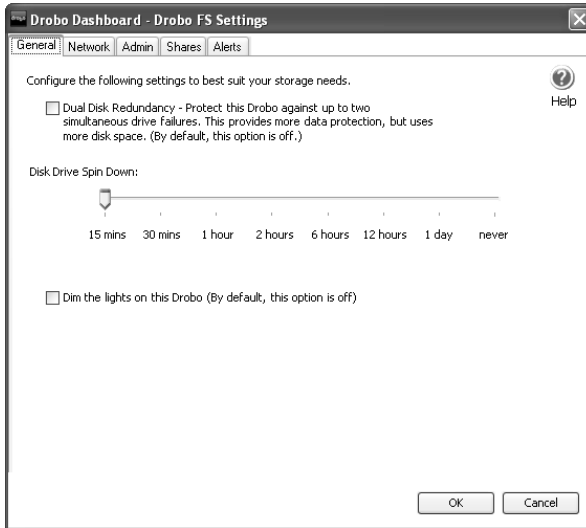 Drobo Dashboard - Drobo FS Settings
General Network Admin Shares Alerts
Configure the following settings to best suit your storage needs.
Help
Dual Disk Redundancy - Protect this Drobo against up to two
simultaneous drive failures. This provides more data protection, but uses
more disk space. (By default, this option is off.)
Disk Drive Spin Down:
15 mins 30 mins 1 hour 2 hours 6 hours 12 hours 1 day never
Dim the lights on this Drobo (By default, this option is off)
OK Cancel